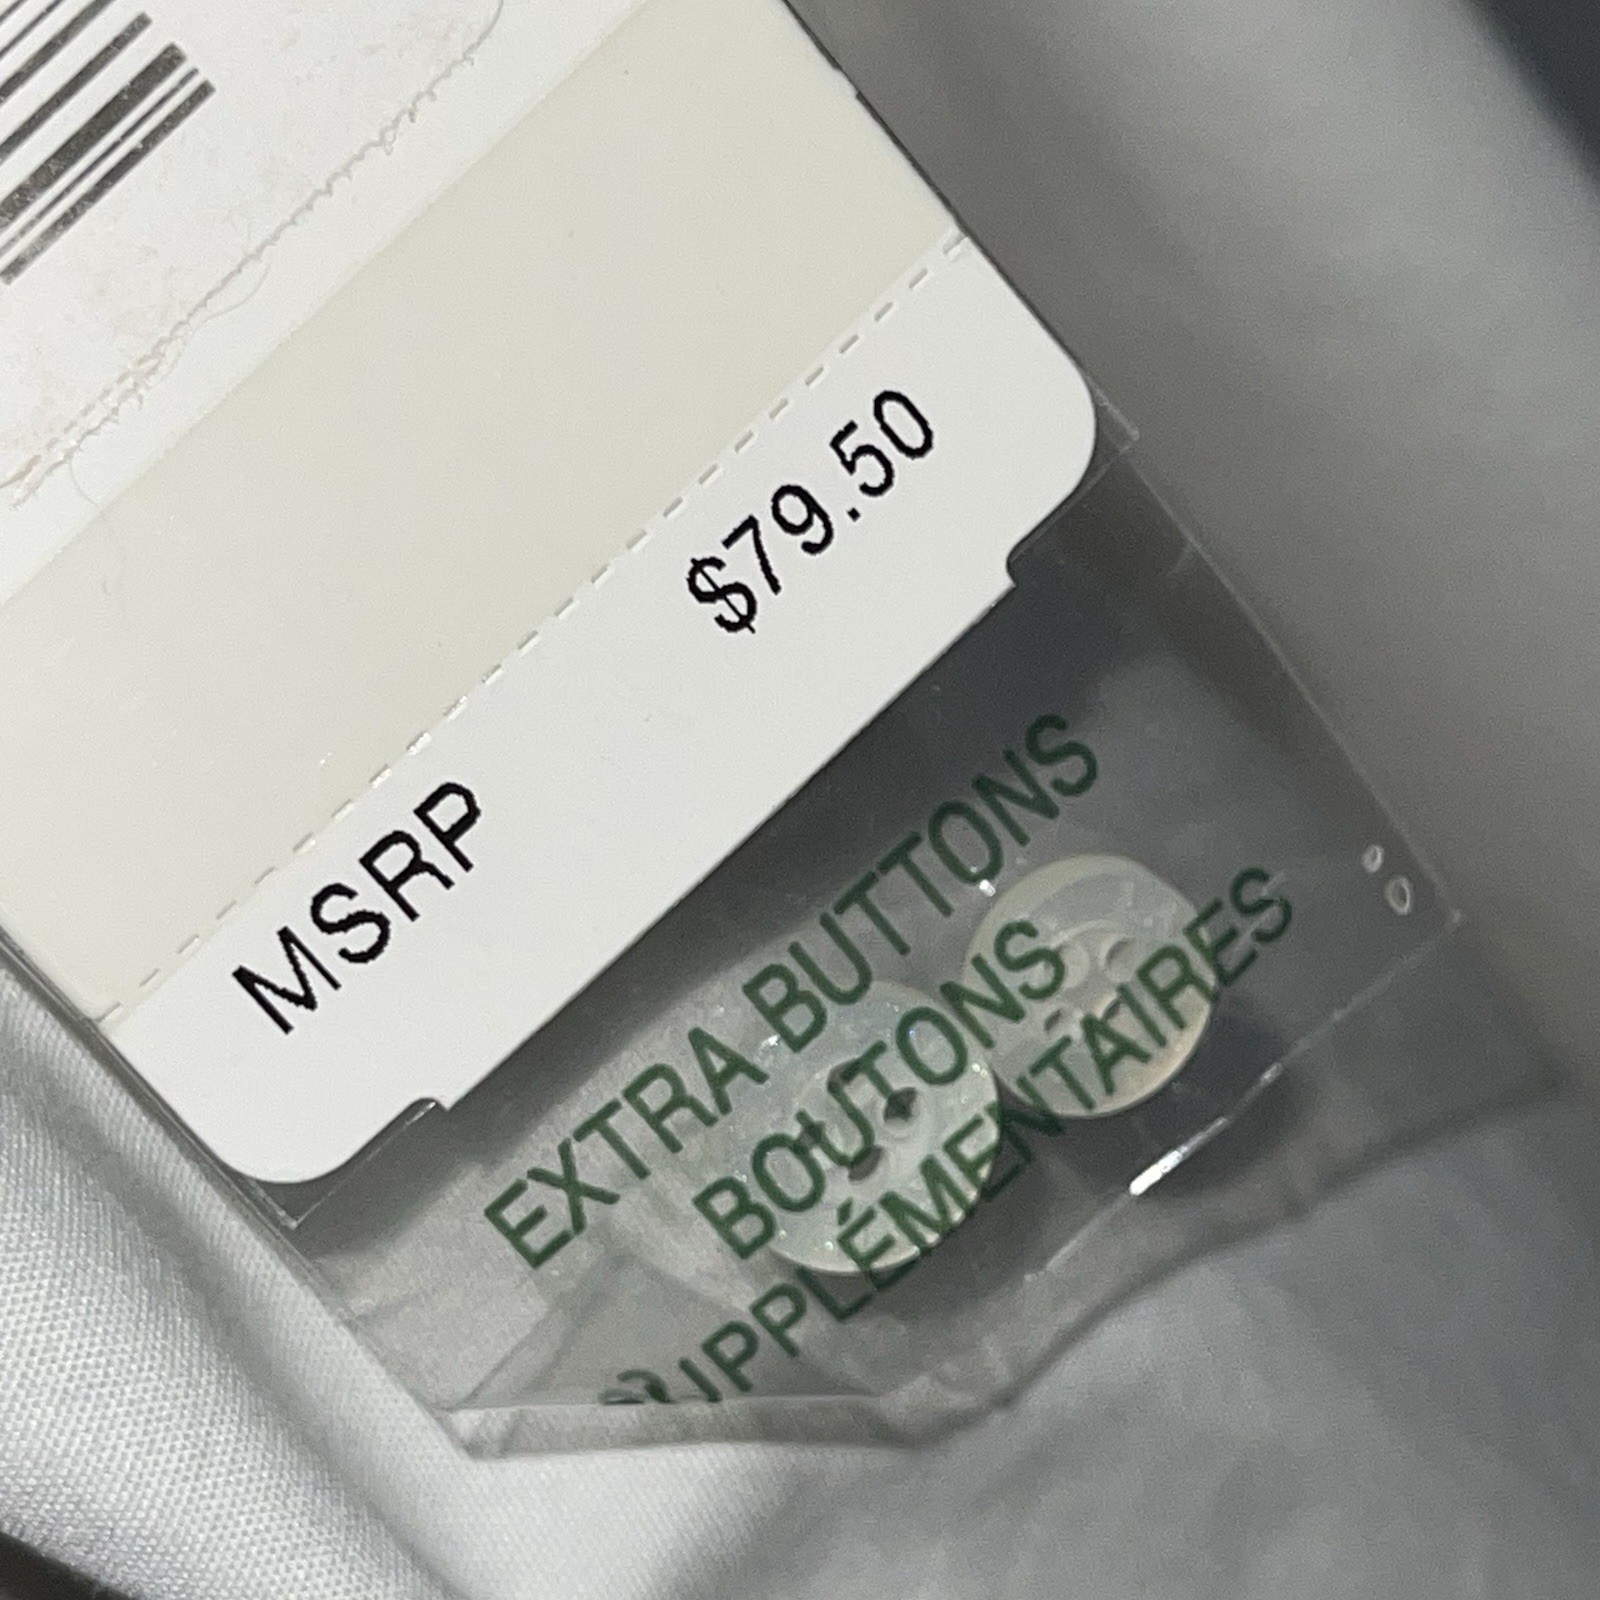 MSRP $79.50
EXTRA BUTTONS
BOUTONS
SUPPLÉMENTAIRES